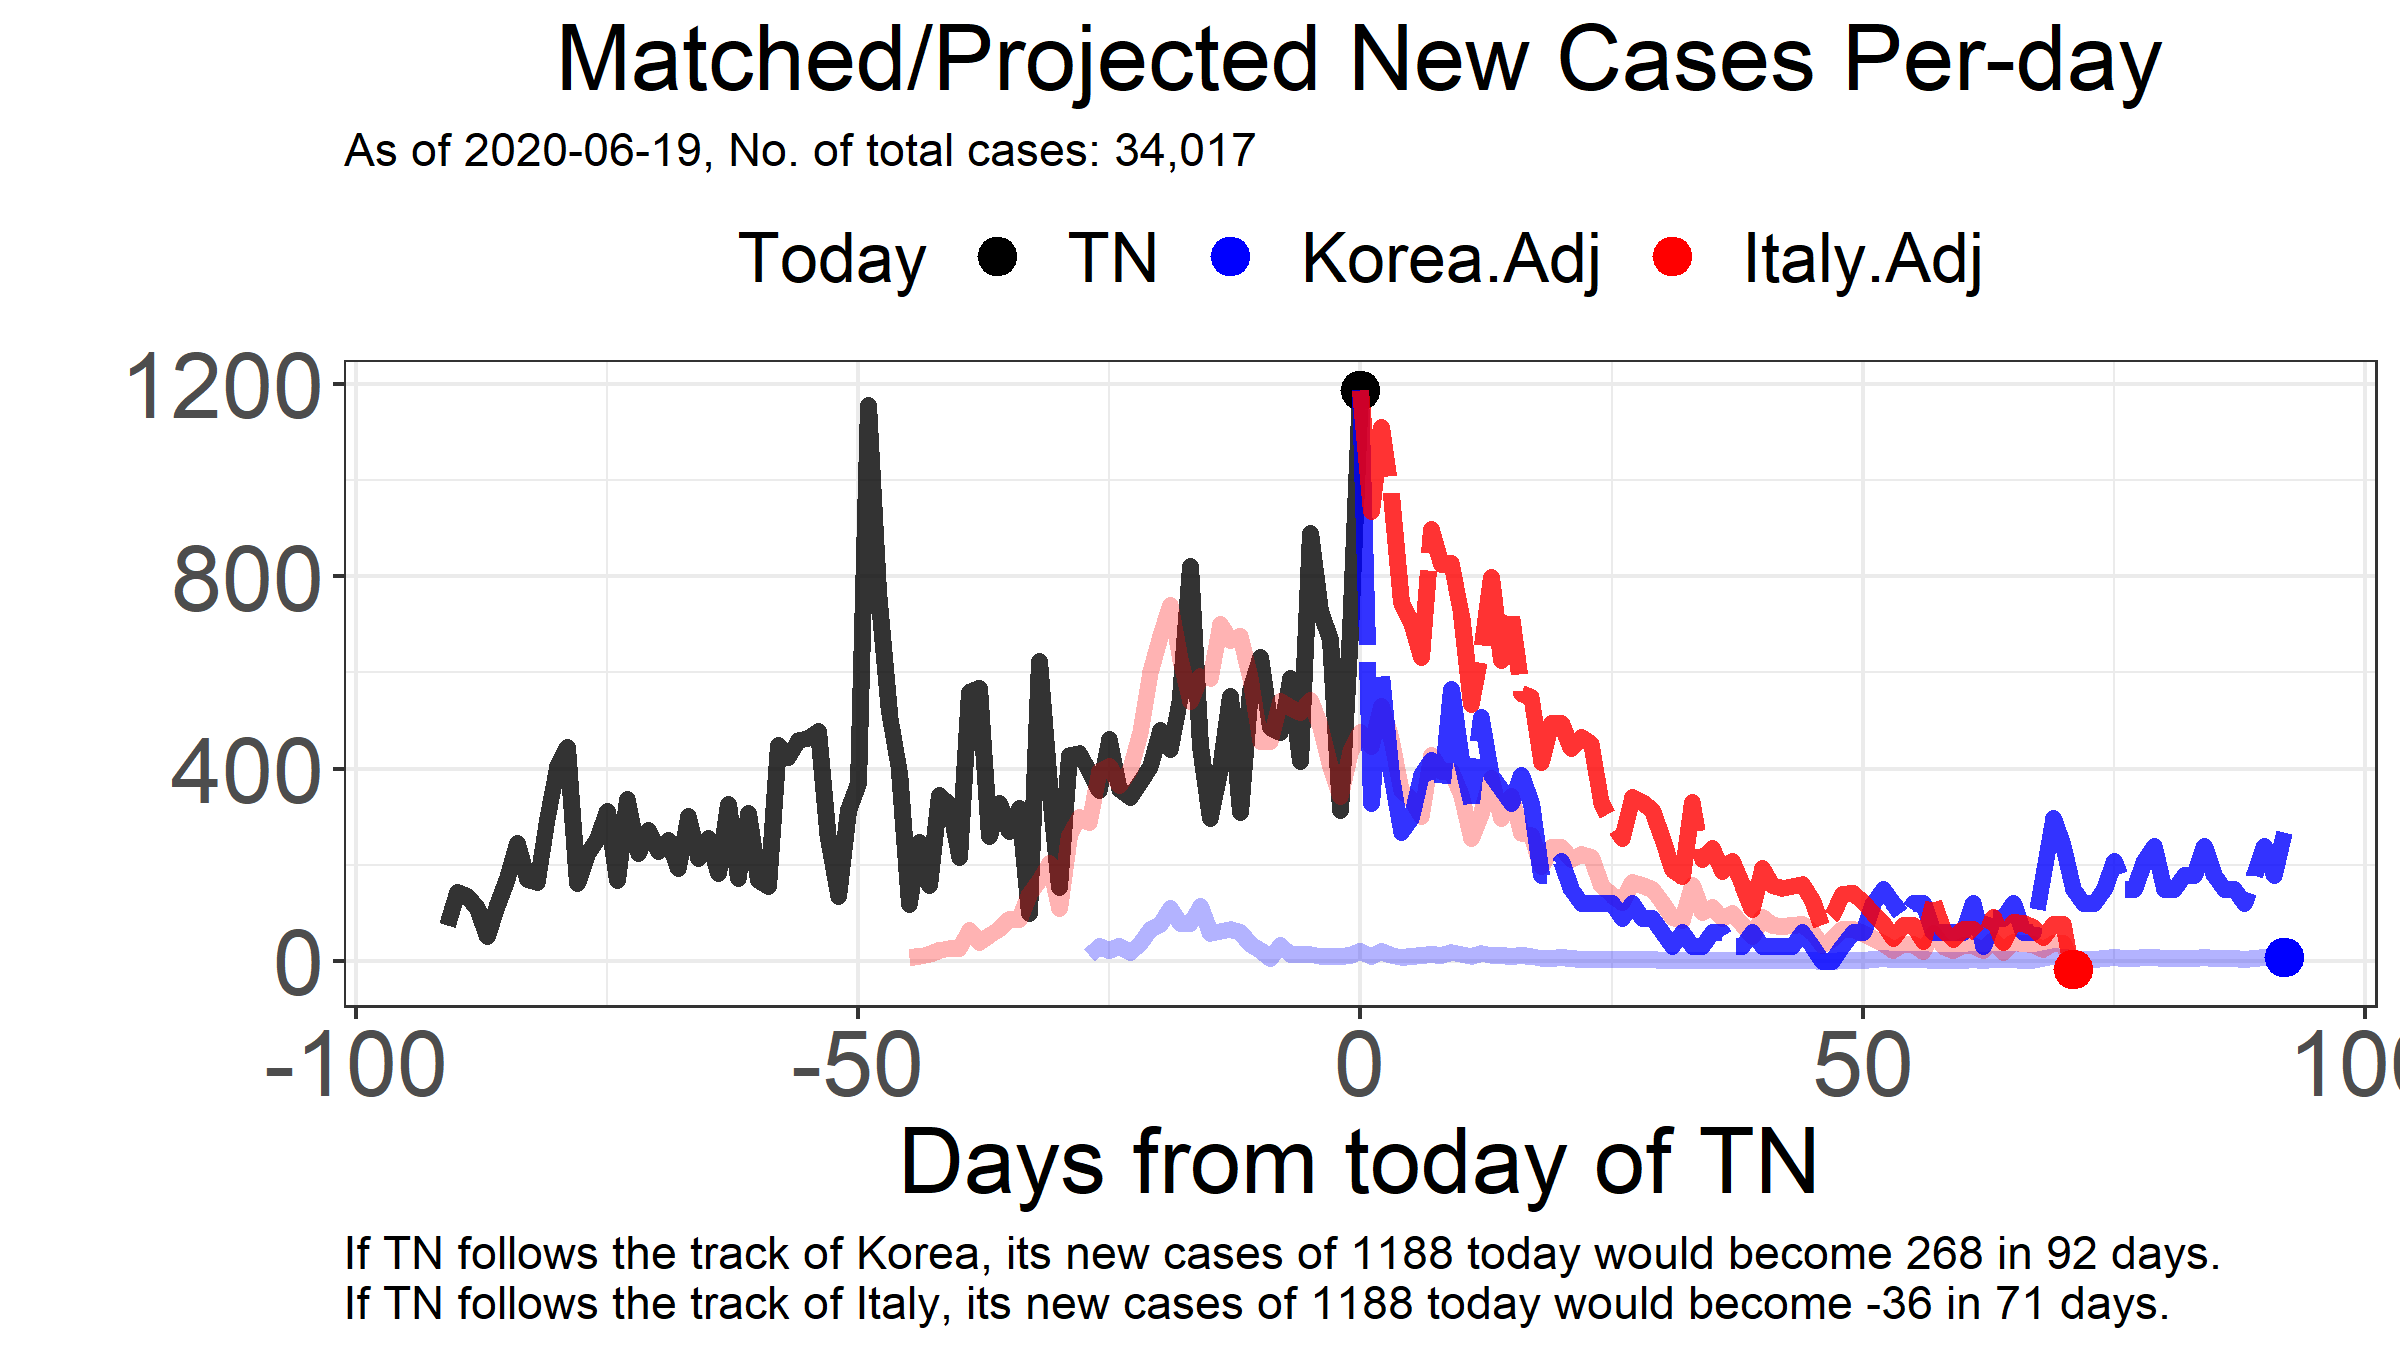 Matched/Projected New Cases Per-day
As of 2020-06-19, No. of total cases: 34,017
Today TN Korea.Adj Italy.Adj
1200
800
400
0
-100 -50 0 50 100
Days from today of TN
If TN follows the track of Korea, its new cases of 1188 today would become 268 in 92 days.
If TN follows the track of Italy, its new cases of 1188 today would become -36 in 71 days.